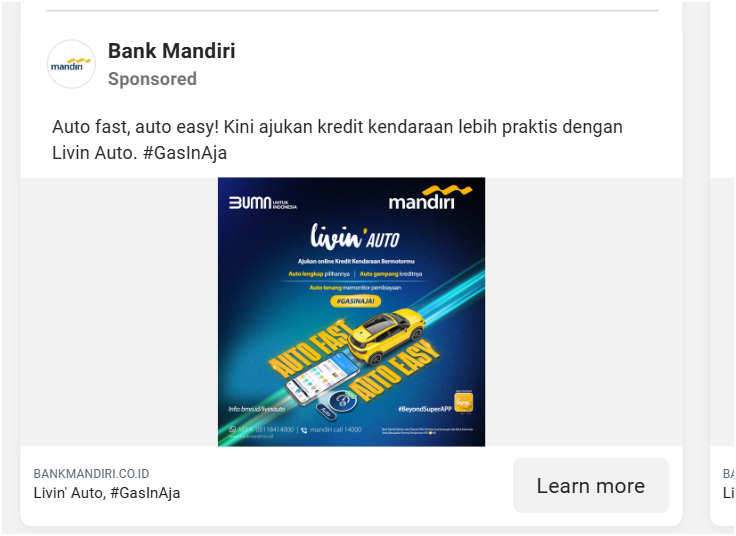 Bank Mandiri
mandiri
Sponsored
Auto fast, auto easy! Kini ajukan kredit kendaraan lebih praktis dengan
Livin Auto. #GasInAja
BUMN UNTUK INDONESIA
mandiri
livin' AUTO
Ajukan online Kredit Kendaraan Bermotormu
Auto lengkap pilihannya | Auto gampang kreditnya
Auto tenang memonitor pembiayaan
#GASINAJA!
AUTO FAST
AUTO EASY
Auto
Info: bmri.id/livinauto
#BeyondSuperAPP
mandiri call 14000
BANKMANDIRI.CO.ID
Livin' Auto, #GasInAja
Learn more
BA
Li